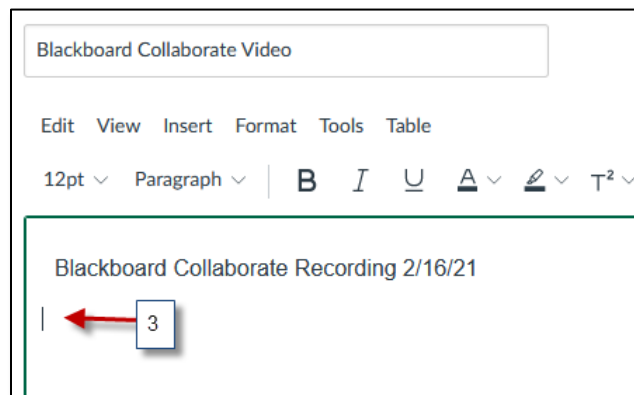 Blackboard Collaborate Video
Edit View Insert Format Tools Table
12pt Paragraph B I U A T²
Blackboard Collaborate Recording 2/16/21
3